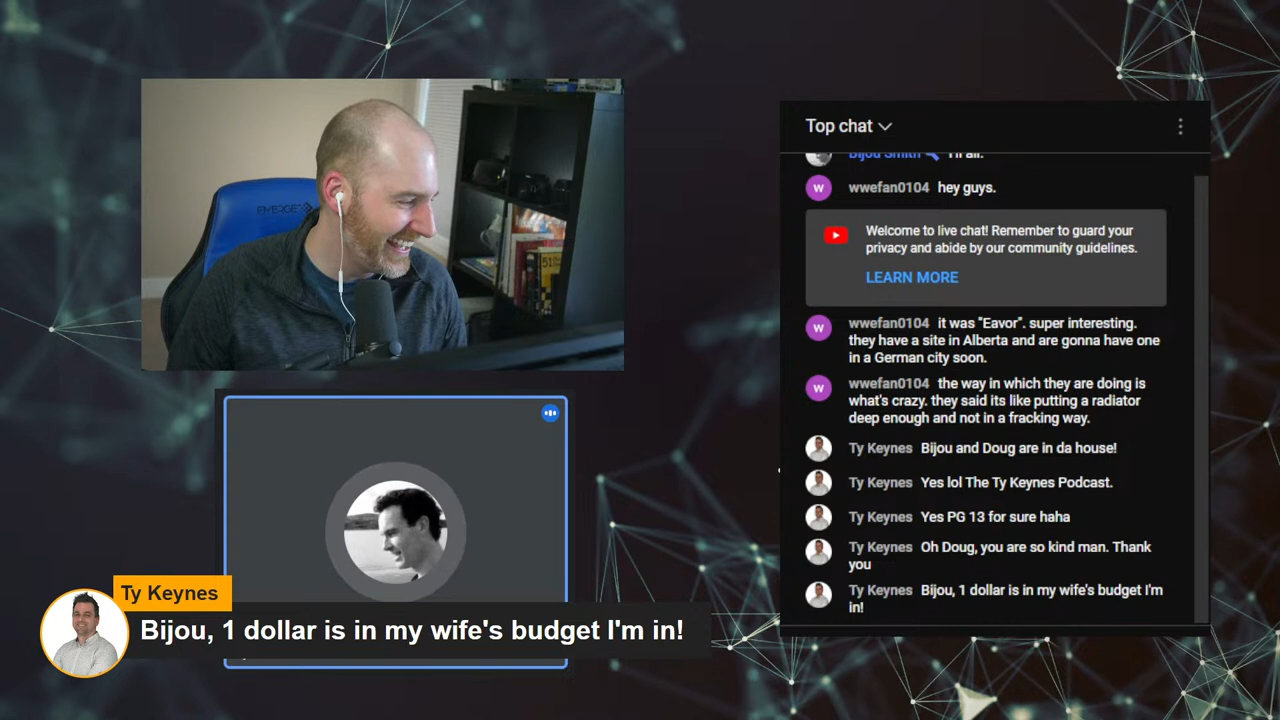 EMERGE
51
Top chat
Bijou Smith hi all.
wwefan0104 hey guys.
Welcome to live chat! Remember to guard your
privacy and abide by our community guidelines.
LEARN MORE
wwefan0104 it was "Eavor". super interesting.
they have a site in Alberta and are gonna have one
in a German city soon.
wwefan0104 the way in which they are doing is
what's crazy. they said its like putting a radiator
deep enough and not in a fracking way.
Ty Keynes Bijou and Doug are in da house!
Ty Keynes Yes lol The Ty Keynes Podcast.
Ty Keynes Yes PG 13 for sure haha
Ty Keynes Oh Doug, you are so kind man. Thank
you
Ty Keynes Bijou, 1 dollar is in my wife's budget I'm
in!
Ty Keynes
Bijou, 1 dollar is in my wife's budget I'm in!